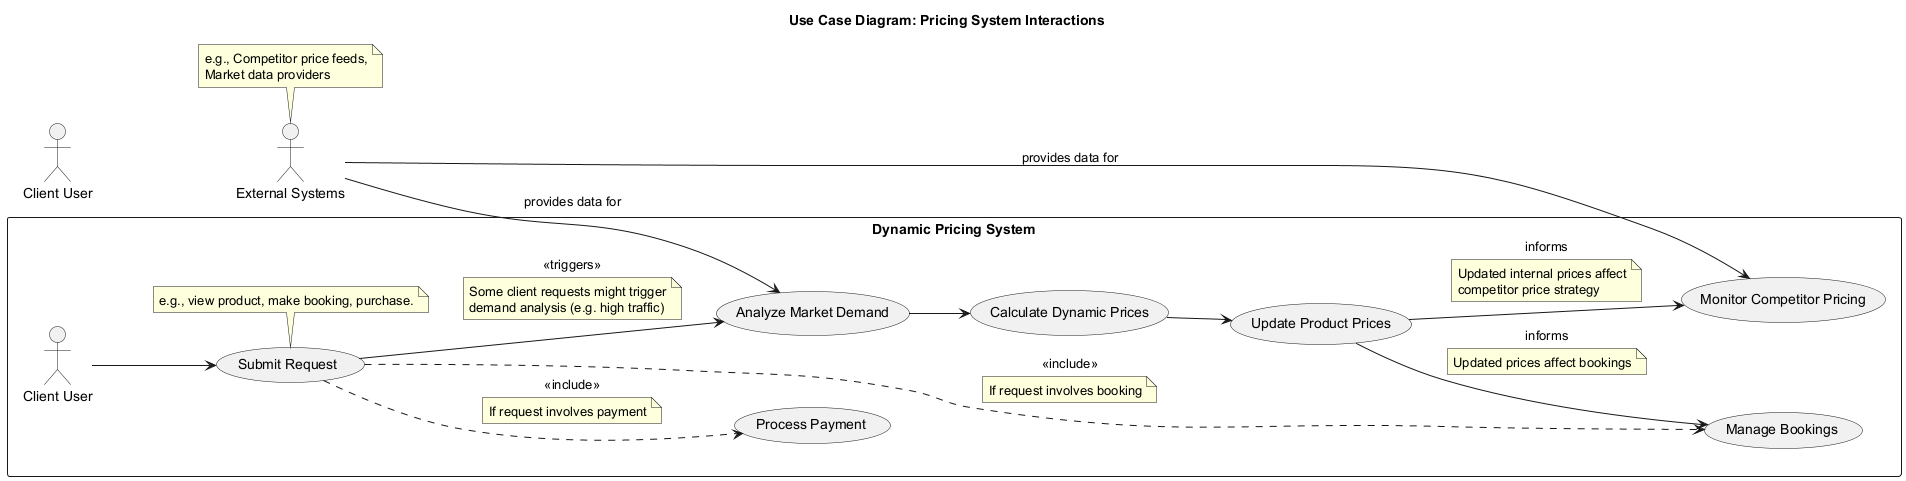 Use Case Diagram: Pricing System Interactions
e.g., Competitor price feeds,
Market data providers
Client User
External Systems
provides data for
provides data for
Dynamic Pricing System
informs
Updated internal prices affect
competitor price strategy
«triggers»
Some client requests might trigger
demand analysis (e.g. high traffic)
e.g., view product, make booking, purchase.
Monitor Competitor Pricing
Analyze Market Demand
Calculate Dynamic Prices
Update Product Prices
informs
Updated prices affect bookings
Submit Request
«include»
If request involves booking
Client User
«include»
If request involves payment
Process Payment
Manage Bookings